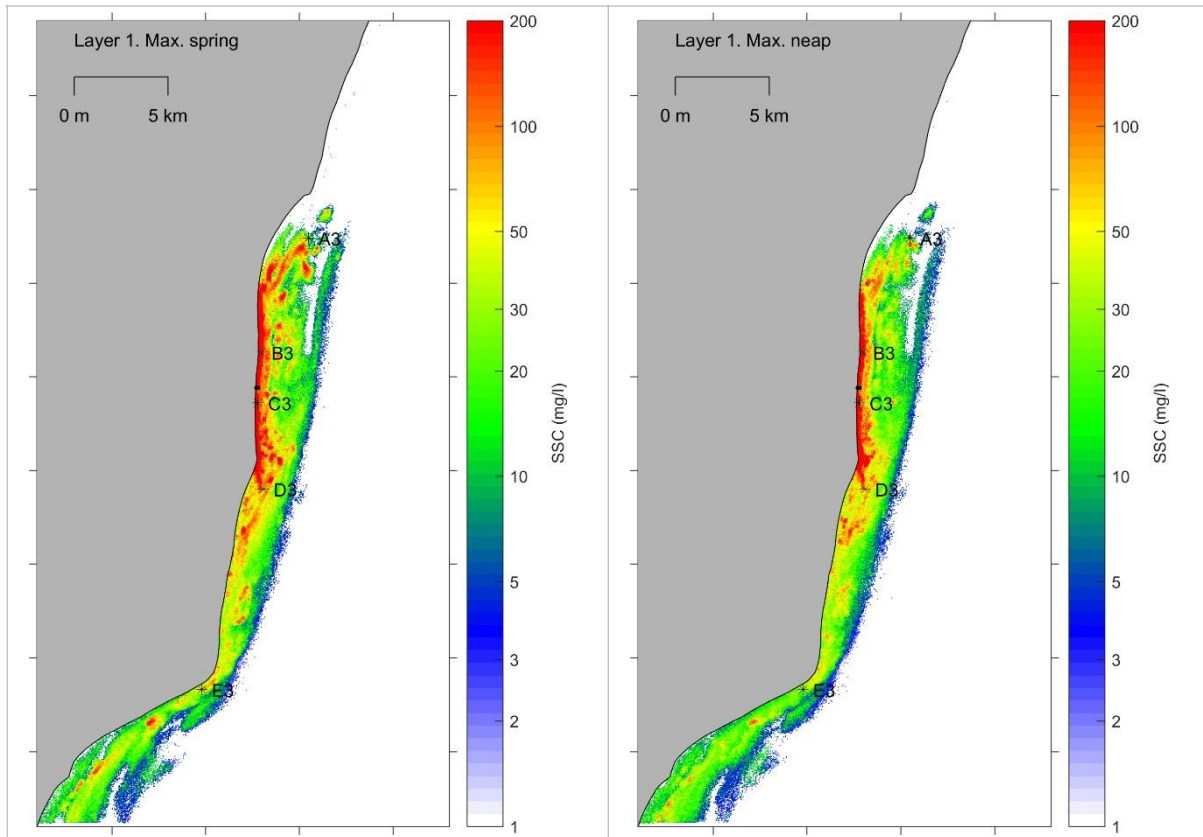 Layer 1. Max. spring
0 m 5 km
A3
B3
C3
D3
E3
200
100
50
30
20
10
5
3
2
1
SSC (mg/l)
Layer 1. Max. neap
0 m 5 km
A3
B3
C3
D3
E3
200
100
50
30
20
10
5
3
2
1
SSC (mg/l)